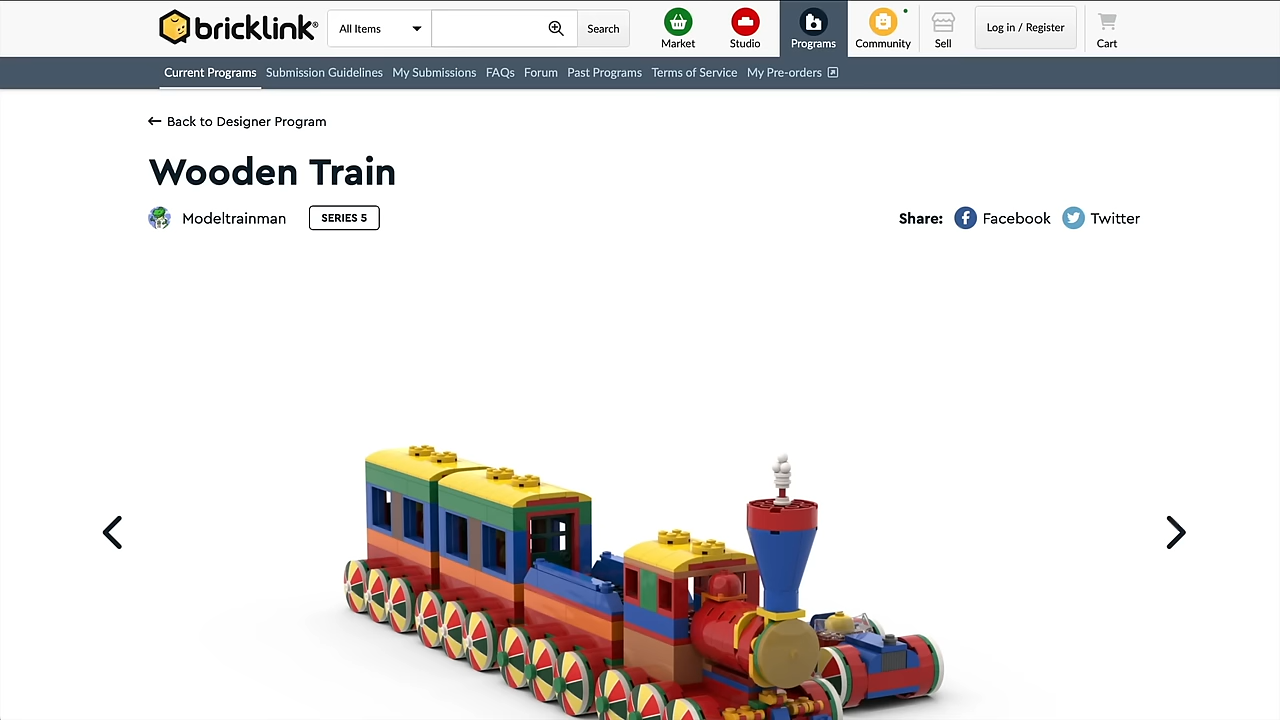 bricklink®
All Items
Search
Market
Studio
Programs
Community
Sell
Log in / Register
Cart
Current Programs
Submission Guidelines
My Submissions
FAQs
Forum
Past Programs
Terms of Service
My Pre-orders
Back to Designer Program
Wooden Train
Modeltrainman
SERIES 5
Share:
Facebook
Twitter